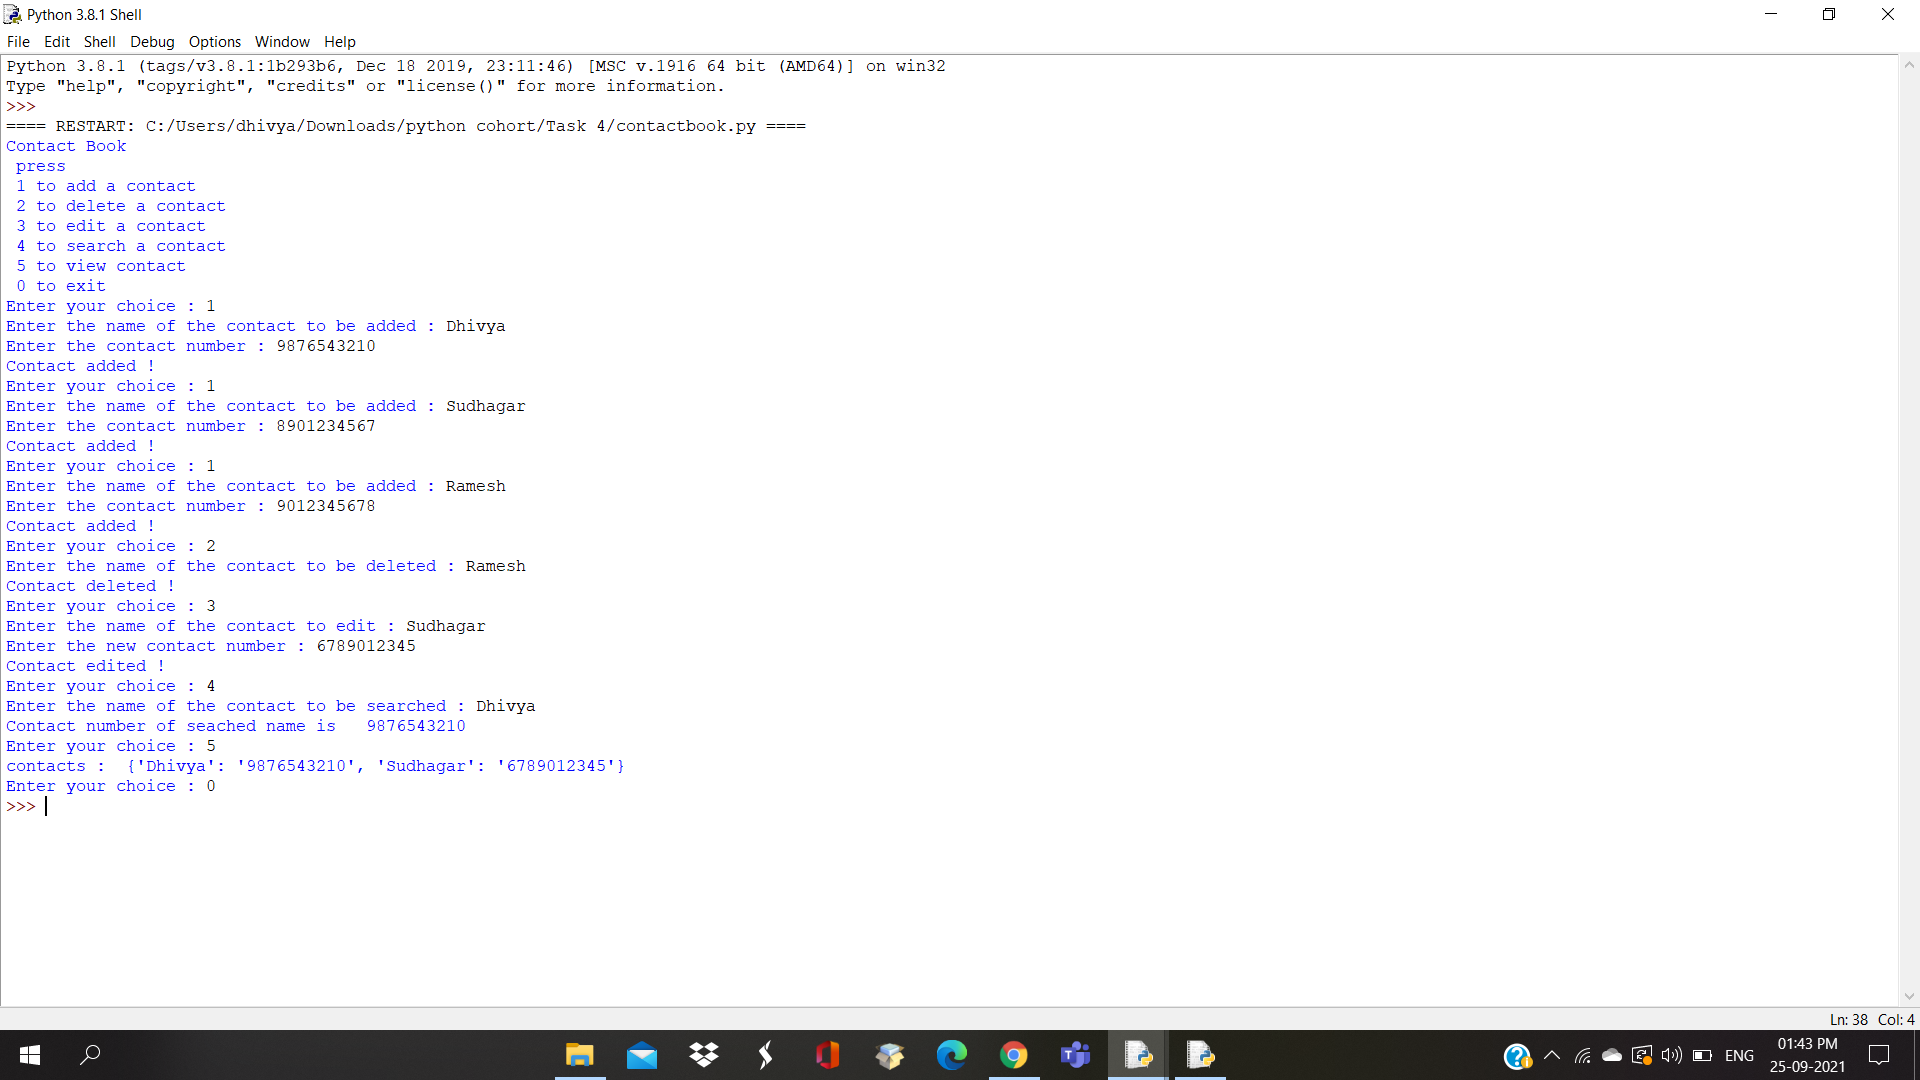 Python 3.8.1 Shell
File Edit Shell Debug Options Window Help
Python 3.8.1 (tags/v3.8.1:1b293b6, Dec 18 2019, 23:11:46) [MSC v.1916 64 bit (AMD64)] on win32
Type "help", "copyright", "credits" or "license()" for more information.
>>>
==== RESTART: C:/Users/dhivya/Downloads/python cohort/Task 4/contactbook.py ====
Contact Book
 press
 1 to add a contact
 2 to delete a contact
 3 to edit a contact
 4 to search a contact
 5 to view contact
 0 to exit
Enter your choice : 1
Enter the name of the contact to be added : Dhivya
Enter the contact number : 9876543210
Contact added !
Enter your choice : 1
Enter the name of the contact to be added : Sudhagar
Enter the contact number : 8901234567
Contact added !
Enter your choice : 1
Enter the name of the contact to be added : Ramesh
Enter the contact number : 9012345678
Contact added !
Enter your choice : 2
Enter the name of the contact to be deleted : Ramesh
Contact deleted !
Enter your choice : 3
Enter the name of the contact to edit : Sudhagar
Enter the new contact number : 6789012345
Contact edited !
Enter your choice : 4
Enter the name of the contact to be searched : Dhivya
Contact number of seached name is   9876543210
Enter your choice : 5
contacts :  {'Dhivya': '9876543210', 'Sudhagar': '6789012345'}
Enter your choice : 0
>>>
Ln: 38 Col: 4
ENG
01:43 PM
25-09-2021